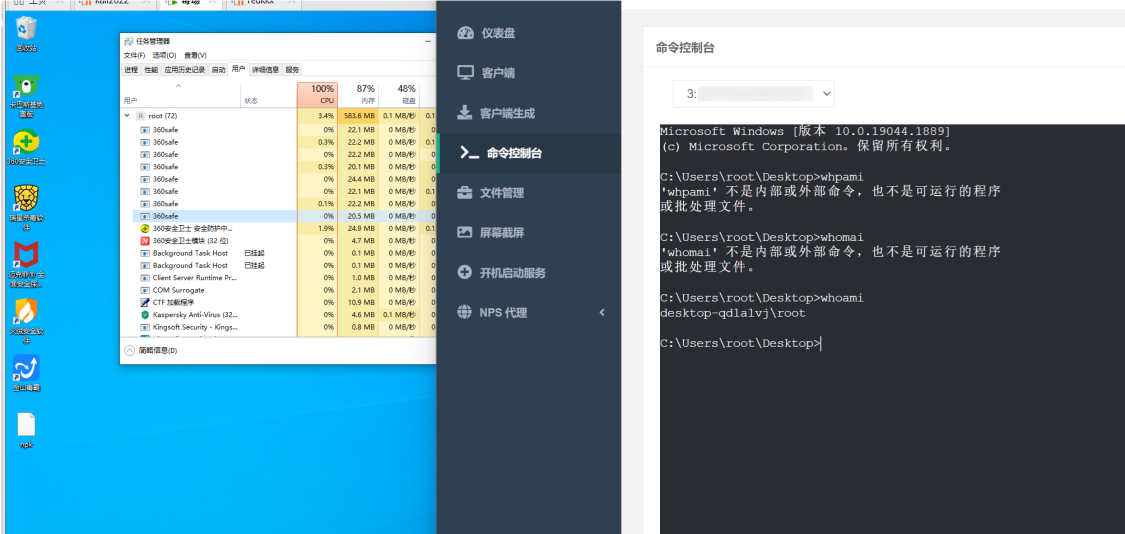 主页
kali2022
靶场
回收站
360安全卫士
瑞星杀毒软
件
火绒安全软
件
金山毒霸
npk
任务管理器
文件(F) 选项(O) 查看(V)
进程 性能 应用历史记录 启动 用户 详细信息 服务
100% 87% 48%
用户 状态 CPU 内存 磁盘
root (72) 3.4% 583.6 MB 0.1 MB/秒 0.1
360safe 0% 22.1 MB 0 MB/秒 0
360safe 0.3% 22.2 MB 0 MB/秒 0.1
360safe 0% 22.2 MB 0 MB/秒 0
360safe 0.3% 20.1 MB 0 MB/秒 0
360safe 0% 24.4 MB 0 MB/秒 0
360safe 0% 22.1 MB 0 MB/秒 0.1
360safe 0.1% 22.2 MB 0 MB/秒 0
360safe 0% 20.5 MB 0 MB/秒 0
360安全卫士 安全防护中... 1.9% 24.9 MB 0 MB/秒 0.1
360安全卫士模块 (32 位) 0% 4.7 MB 0 MB/秒 0
Background Task Host 已挂起 0% 0.1 MB 0 MB/秒 0
Background Task Host 已挂起 0% 0.1 MB 0 MB/秒 0
Client Server Runtime Pr... 0% 1.0 MB 0 MB/秒 0
COM Surrogate 0% 2.1 MB 0 MB/秒 0
CTF 加载程序 0% 10.9 MB 0 MB/秒 0
Kaspersky Anti-Virus (32... 0% 4.6 MB 0.1 MB/秒 0
Kingsoft Security - Kings... 0% 0.8 MB 0 MB/秒 0
简略信息(D)
仪表盘
客户端
客户端生成
命令控制台
文件管理
屏幕截屏
开机启动服务
NPS 代理
命令控制台
3:
Microsoft Windows [版本 10.0.19044.1889]
(c) Microsoft Corporation。保留所有权利。
C:\Users\root\Desktop>whpami
'whpami' 不是内部或外部命令，也不是可运行的程序
或批处理文件。
C:\Users\root\Desktop>whomai
'whomai' 不是内部或外部命令，也不是可运行的程序
或批处理文件。
C:\Users\root\Desktop>whoami
desktop-qdlalvj\root
C:\Users\root\Desktop>